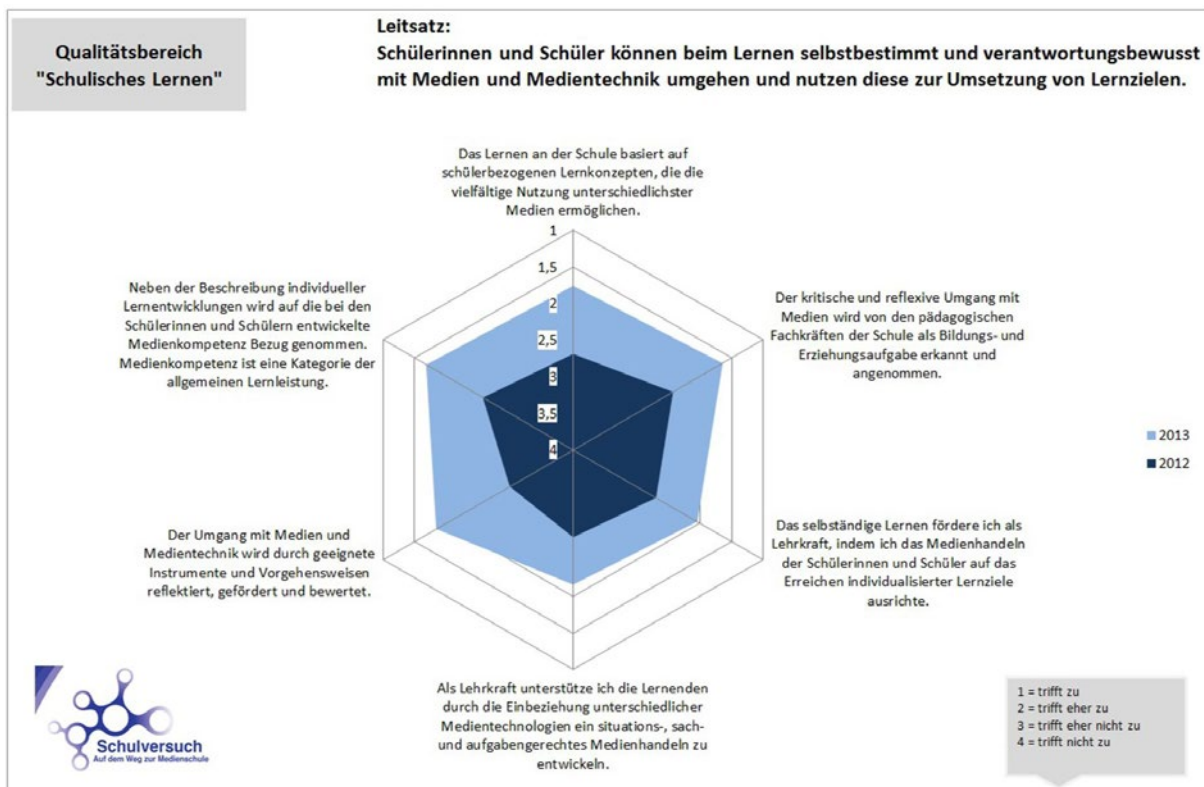 Qualitätsbereich
"Schulisches Lernen"
Leitsatz:
Schülerinnen und Schüler können beim Lernen selbstbestimmt und verantwortungsbewusst
mit Medien und Medientechnik umgehen und nutzen diese zur Umsetzung von Lernzielen.
Das Lernen an der Schule basiert auf
schülerbezogenen Lernkonzepten, die die
vielfältige Nutzung unterschiedlichster
Medien ermöglichen.
1
1,5
2
2,5
3
3,5
4
Der kritische und reflexive Umgang mit
Medien wird von den pädagogischen
Fachkräften der Schule als Bildungs- und
Erziehungsaufgabe erkannt und
angenommen.
Das selbständige Lernen fördere ich als
Lehrkraft, indem ich das Medienhandeln
der Schülerinnen und Schüler auf das
Erreichen individualisierter Lernziele
ausrichte.
Als Lehrkraft unterstütze ich die Lernenden
durch die Einbeziehung unterschiedlicher
Medientechnologien ein situations-, sach-
und aufgabengerechtes Medienhandeln zu
entwickeln.
Der Umgang mit Medien und
Medientechnik wird durch geeignete
Instrumente und Vorgehensweisen
reflektiert, gefördert und bewertet.
Neben der Beschreibung individueller
Lernentwicklungen wird auf die bei den
Schülerinnen und Schülern entwickelte
Medienkompetenz Bezug genommen.
Medienkompetenz ist eine Kategorie der
allgemeinen Lernleistung.
2013
2012
Schulversuch
Auf dem Weg zur Medienschule
1 = trifft zu
2 = trifft eher zu
3 = trifft eher nicht zu
4 = trifft nicht zu